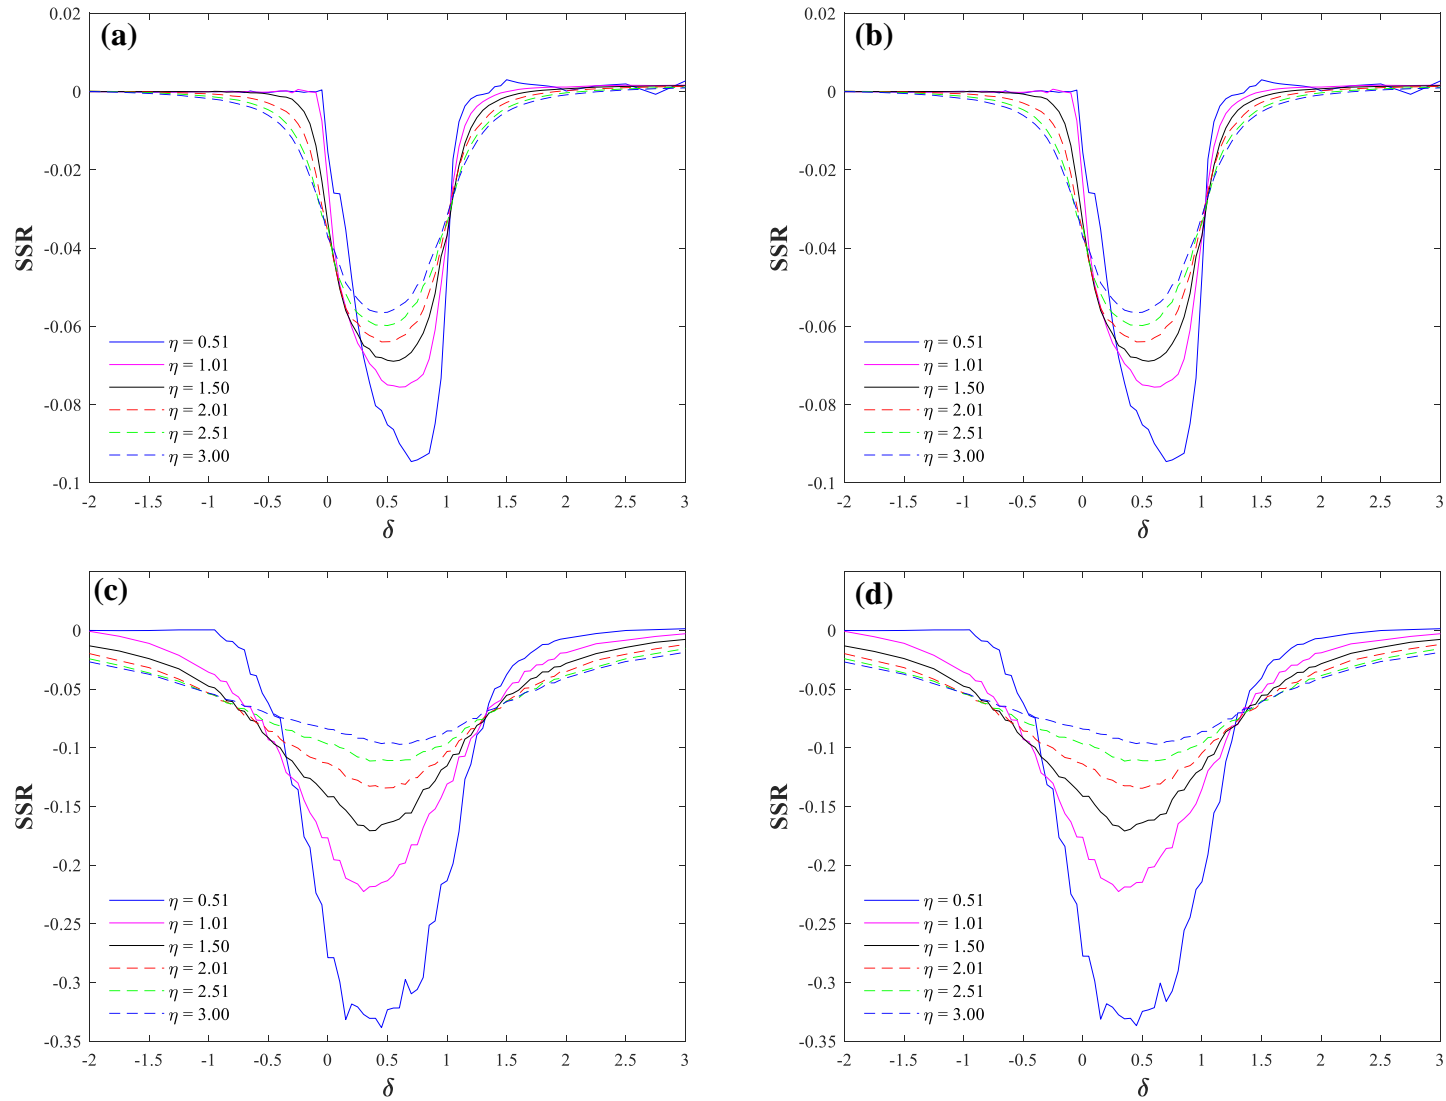 (a)
0.02
0
-0.02
-0.04
-0.06
-0.08
-0.1
SSR
η = 0.51
η = 1.01
η = 1.50
η = 2.01
η = 2.51
η = 3.00
-2 -1.5 -1 -0.5 0 0.5 1 1.5 2 2.5 3
δ
(b)
0.02
0
-0.02
-0.04
-0.06
-0.08
-0.1
SSR
η = 0.51
η = 1.01
η = 1.50
η = 2.01
η = 2.51
η = 3.00
-2 -1.5 -1 -0.5 0 0.5 1 1.5 2 2.5 3
δ
(c)
0
-0.05
-0.1
-0.15
-0.2
-0.25
-0.3
-0.35
SSR
η = 0.51
η = 1.01
η = 1.50
η = 2.01
η = 2.51
η = 3.00
-2 -1.5 -1 -0.5 0 0.5 1 1.5 2 2.5 3
δ
(d)
0
-0.05
-0.1
-0.15
-0.2
-0.25
-0.3
-0.35
SSR
η = 0.51
η = 1.01
η = 1.50
η = 2.01
η = 2.51
η = 3.00
-2 -1.5 -1 -0.5 0 0.5 1 1.5 2 2.5 3
δ